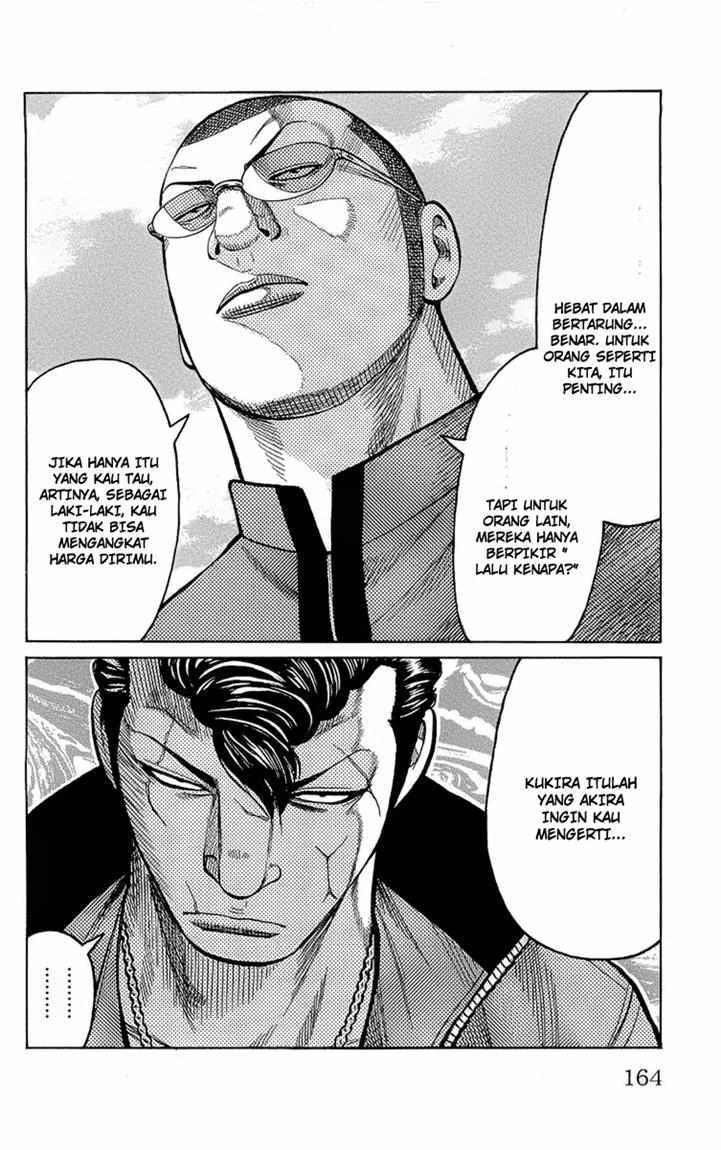 HEBAT DALAM
BERTARUNG...
BENAR. UNTUK
ORANG SEPERTI
KITA, ITU
PENTING...
TAPI UNTUK
ORANG LAIN,
MEREKA HANYA
BERPIKIR "
LALU KENAPA?"
JIKA HANYA ITU
YANG KAU TAU,
ARTINYA, SEBAGAI
LAKI-LAKI, KAU
TIDAK BISA
MENGANGKAT
HARGA DIRIMU.
KUKIRA ITULAH
YANG AKIRA
INGIN KAU
MENGERTI...
.........
.........
164